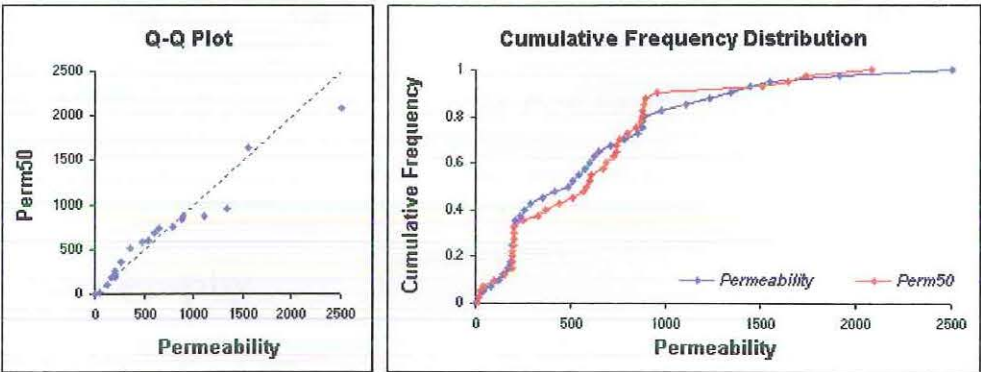 Q-Q Plot
2500
2000
1500
1000
500
0
Perm50
0 500 1000 1500 2000 2500
Permeability
Cumulative Frequency Distribution
1
0.8
0.6
0.4
0.2
0
Cumulative Frequency
Permeability Perm50
0 500 1000 1500 2000 2500
Permeability